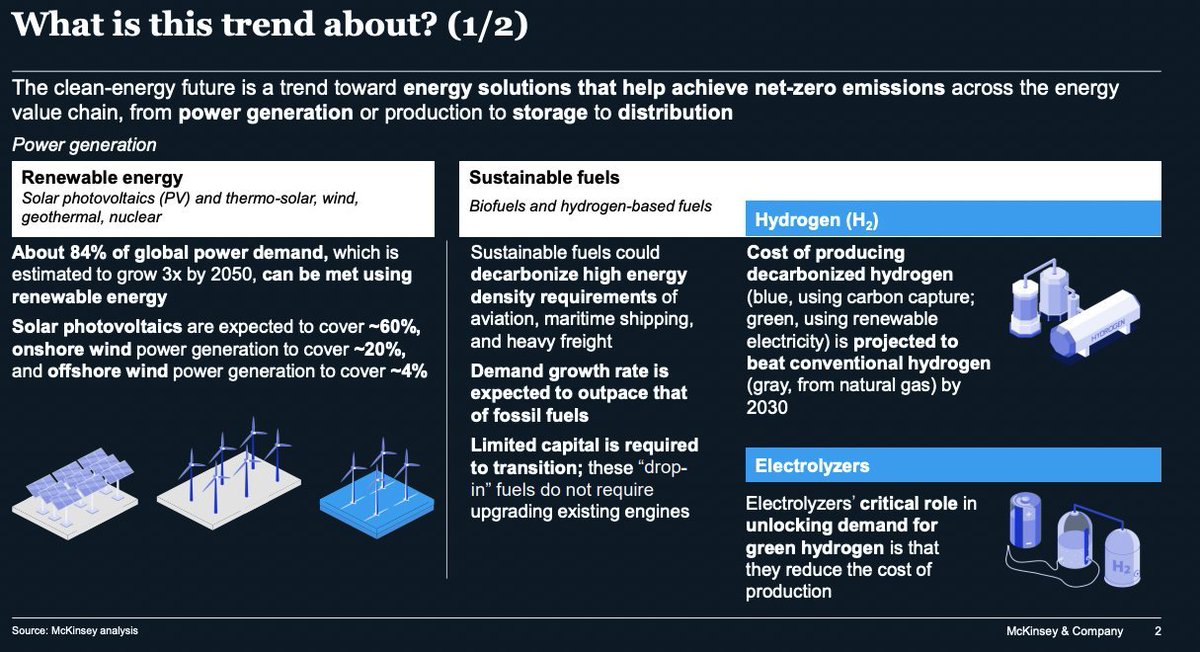 What is this trend about? (1/2)
The clean-energy future is a trend toward energy solutions that help achieve net-zero emissions across the energy
value chain, from power generation or production to storage to distribution
Power generation
Renewable energy
Solar photovoltaics (PV) and thermo-solar, wind,
geothermal, nuclear
About 84% of global power demand, which is
estimated to grow 3x by 2050, can be met using
renewable energy
Solar photovoltaics are expected to cover ~60%,
onshore wind power generation to cover ~20%,
and offshore wind power generation to cover ~4%
Sustainable fuels
Biofuels and hydrogen-based fuels
Sustainable fuels could
decarbonize high energy
density requirements of
aviation, maritime shipping,
and heavy freight
Demand growth rate is
expected to outpace that
of fossil fuels
Limited capital is required
to transition; these “drop-
in” fuels do not require
upgrading existing engines
Hydrogen (H₂)
Cost of producing
decarbonized hydrogen
(blue, using carbon capture;
green, using renewable
electricity) is projected to
beat conventional hydrogen
(gray, from natural gas) by
2030
HYDROGEN
Electrolyzers
Electrolyzers’ critical role in
unlocking demand for
green hydrogen is that
they reduce the cost of
production
H₂
Source: McKinsey analysis
McKinsey & Company 2